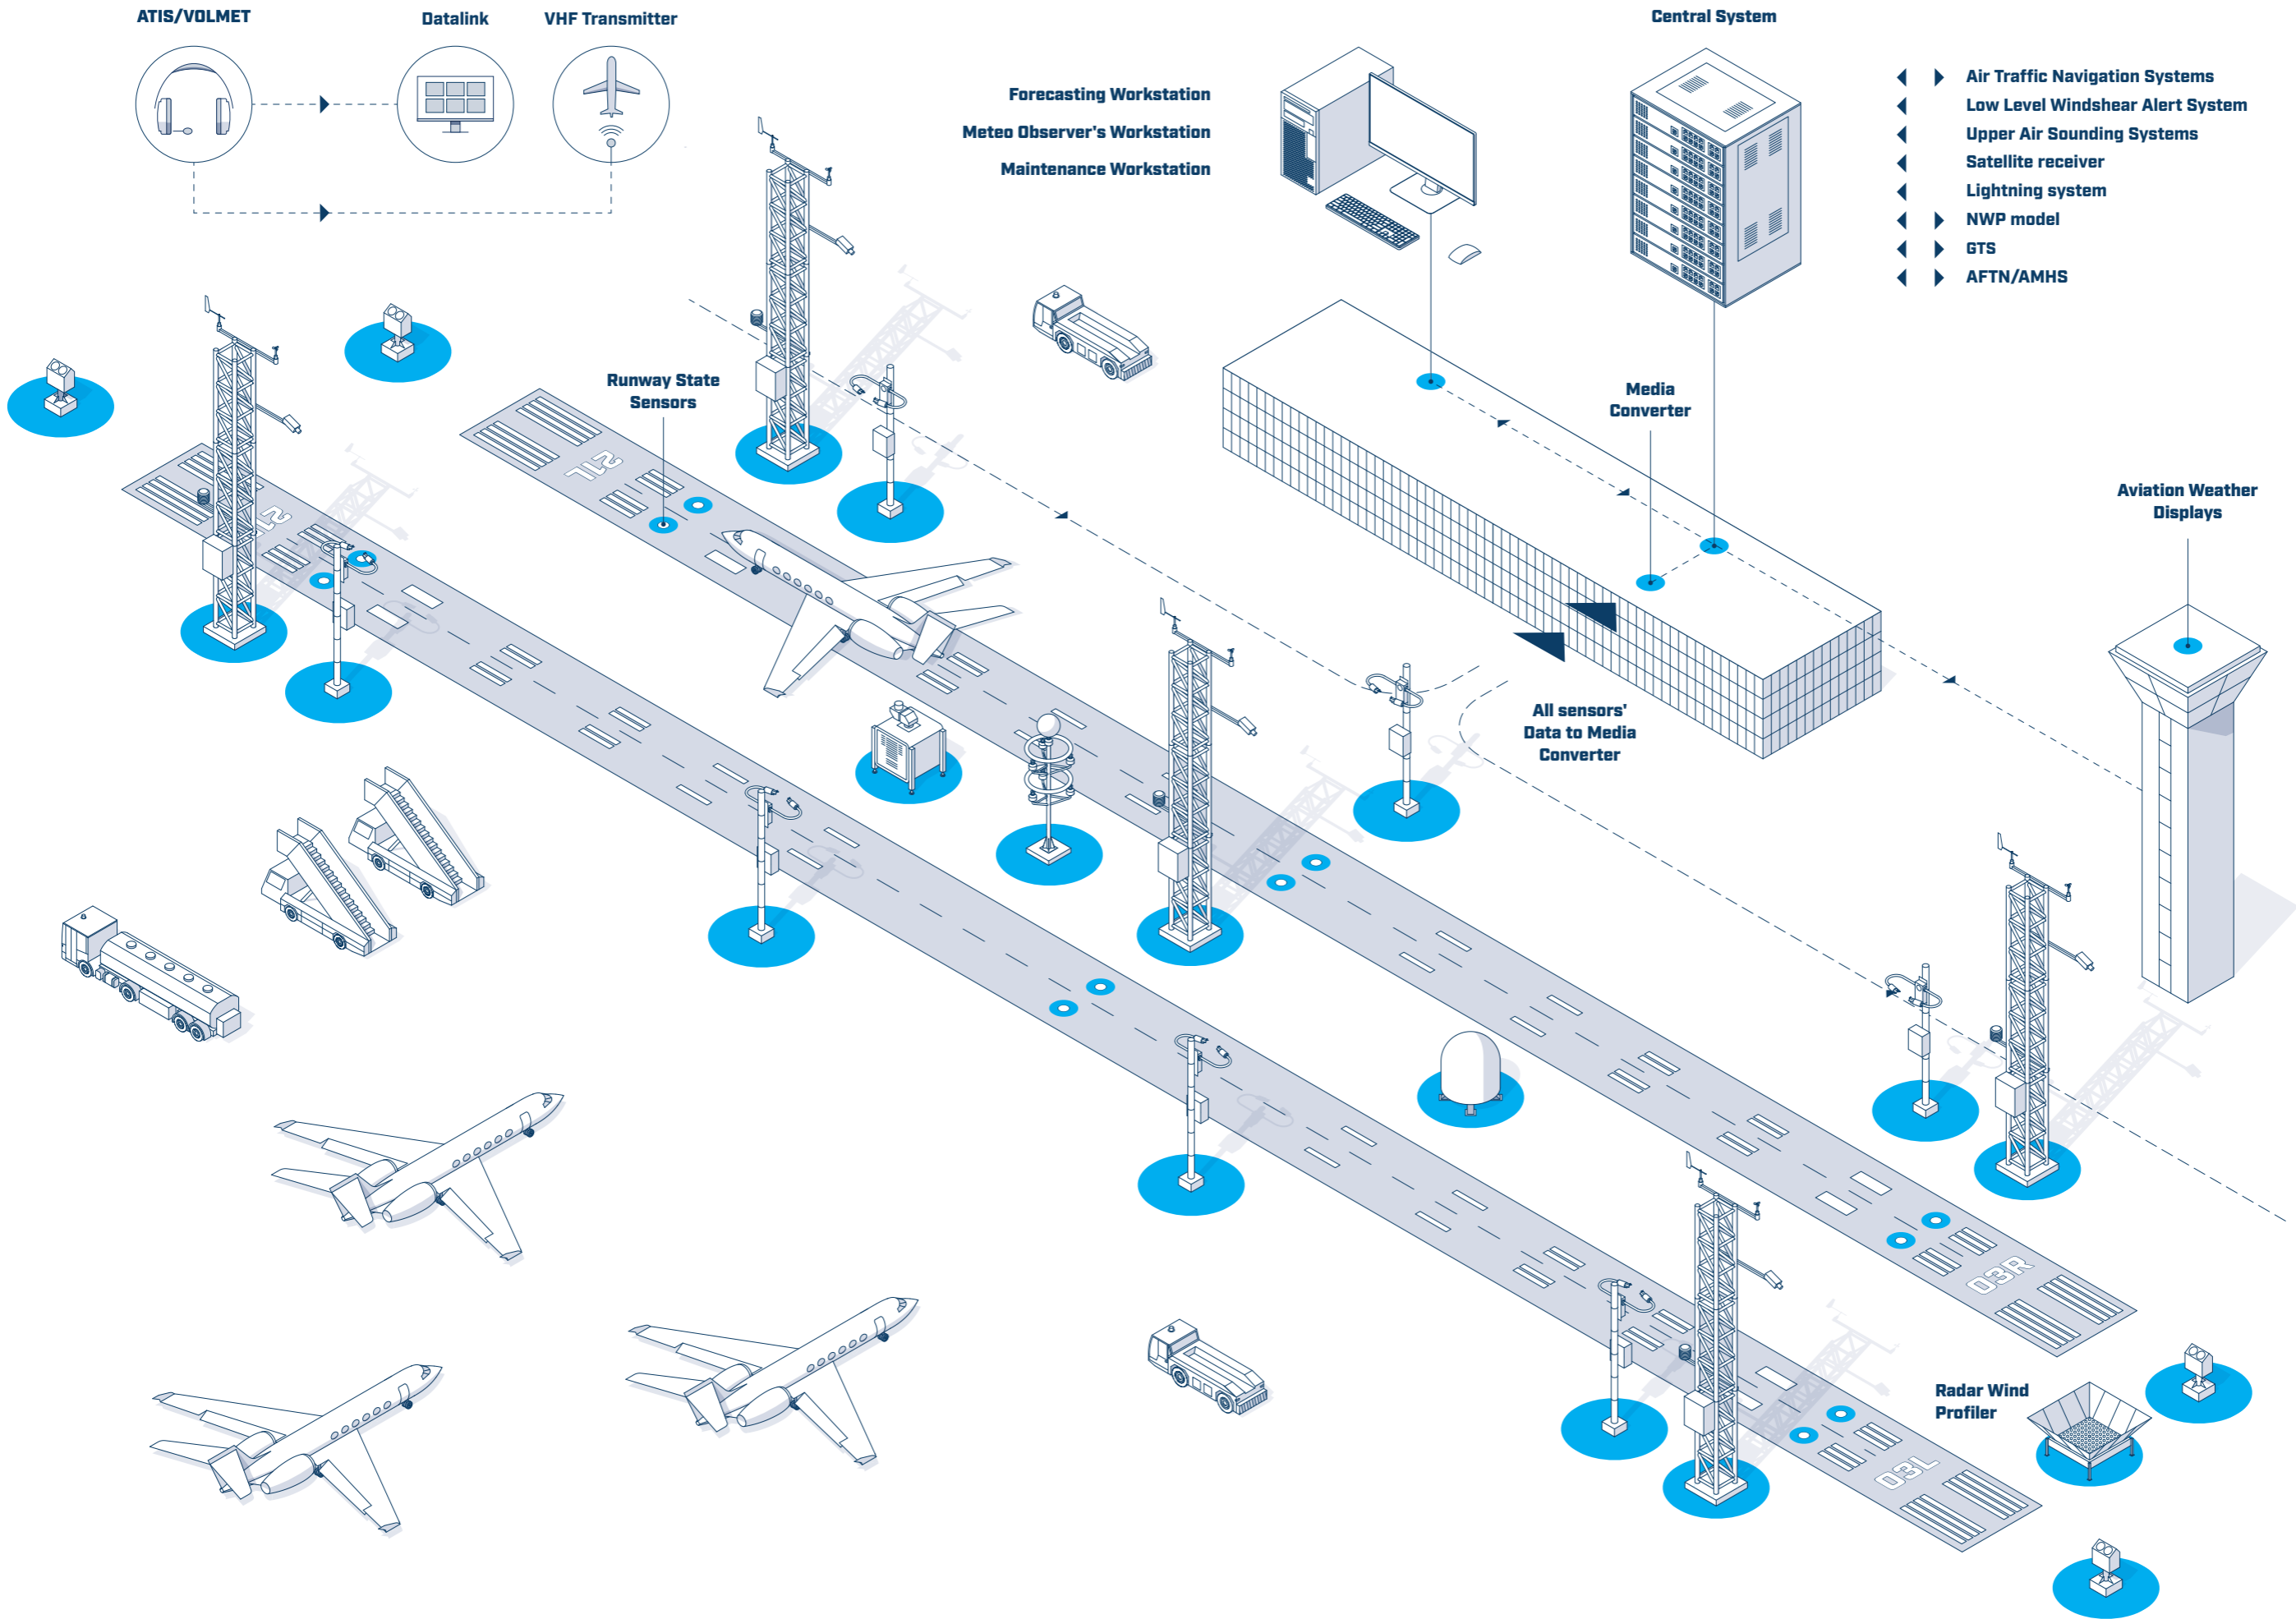 ATIS/VOLMET
Datalink
VHF Transmitter
Central System
Forecasting Workstation
Meteo Observer's Workstation
Maintenance Workstation
Air Traffic Navigation Systems
Low Level Windshear Alert System
Upper Air Sounding Systems
Satellite receiver
Lightning system
NWP model
GTS
AFTN/AMHS
Runway State
Sensors
Media
Converter
Aviation Weather
Displays
21L
All sensors'
Data to Media
Converter
03R
Radar Wind
Profiler
03L